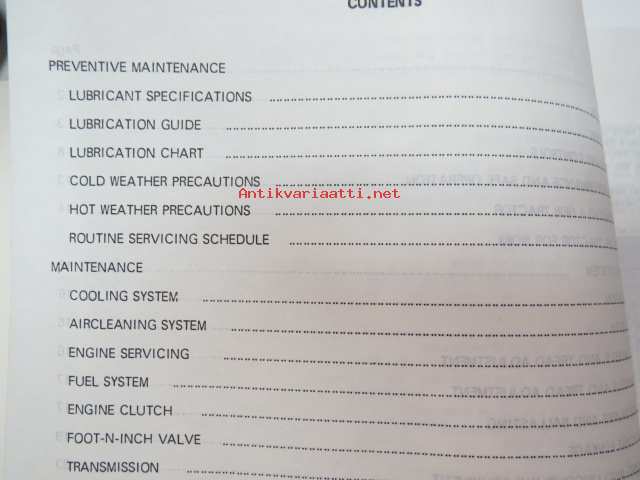 CONTENTS
PREVENTIVE MAINTENANCE
LUBRICANT SPECIFICATIONS
LUBRICATION GUIDE
LUBRICATION CHART
COLD WEATHER PRECAUTIONS
Antikvariaatti.net
HOT WEATHER PRECAUTIONS
ROUTINE SERVICING SCHEDULE
MAINTENANCE
COOLING SYSTEM
AIRCLEANING SYSTEM
ENGINE SERVICING
FUEL SYSTEM
ENGINE CLUTCH
FOOT-N-INCH VALVE
TRANSMISSION